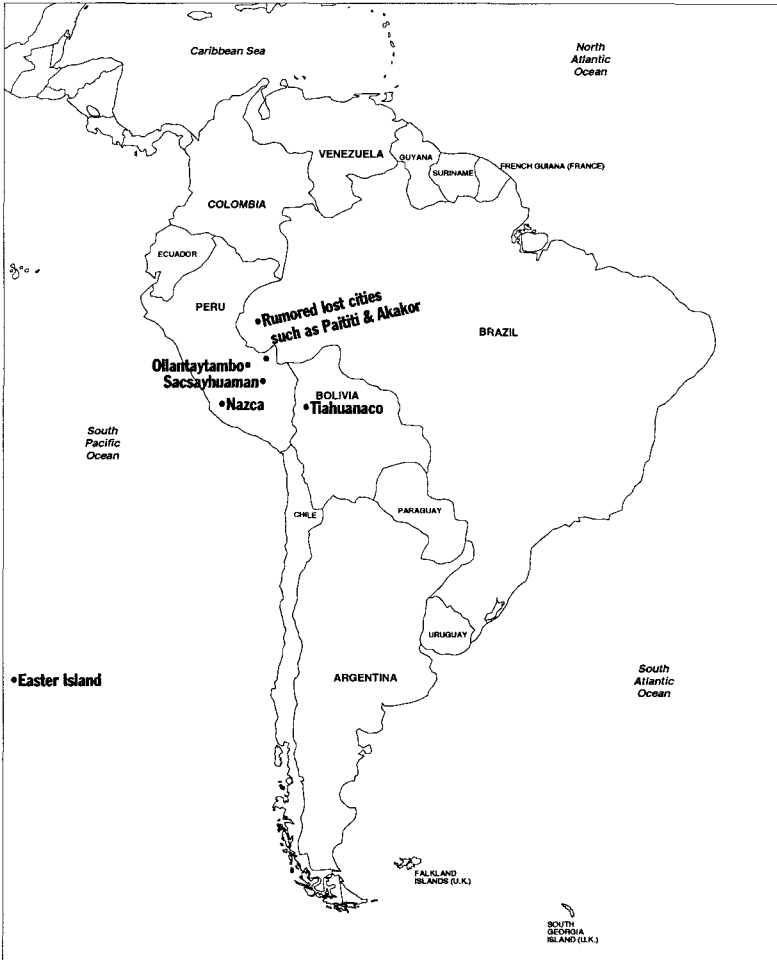 Caribbean Sea
North
Atlantic
Ocean
VENEZUELA
GUYANA
SURINAME
FRENCH GUIANA (FRANCE)
COLOMBIA
ECUADOR
PERU
•Rumored lost cities
such as Paititi & Akakor
BRAZIL
Ollantaytambo•
Sacsayhuaman•
•Nazca
BOLIVIA
•Tiahuanaco
South
Pacific
Ocean
CHILE
PARAGUAY
URUGUAY
•Easter Island
ARGENTINA
South
Atlantic
Ocean
FALKLAND
ISLANDS (U.K.)
SOUTH
GEORGIA
ISLAND (U.K.)